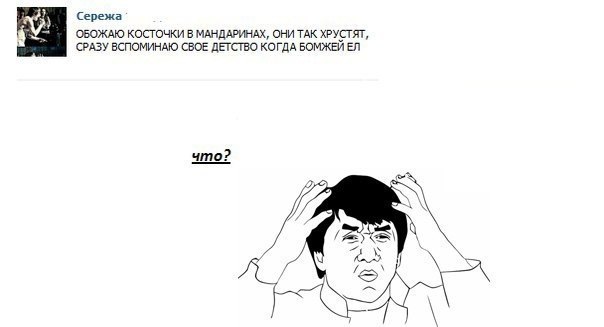 Сережа
ОБОЖАЮ КОСТОЧКИ В МАНДАРИНАХ, ОНИ ТАК ХРУСТЯТ,
СРАЗУ ВСПОМИНАЮ СВОЕ ДЕТСТВО КОГДА БОМЖЕЙ ЕЛ
что?